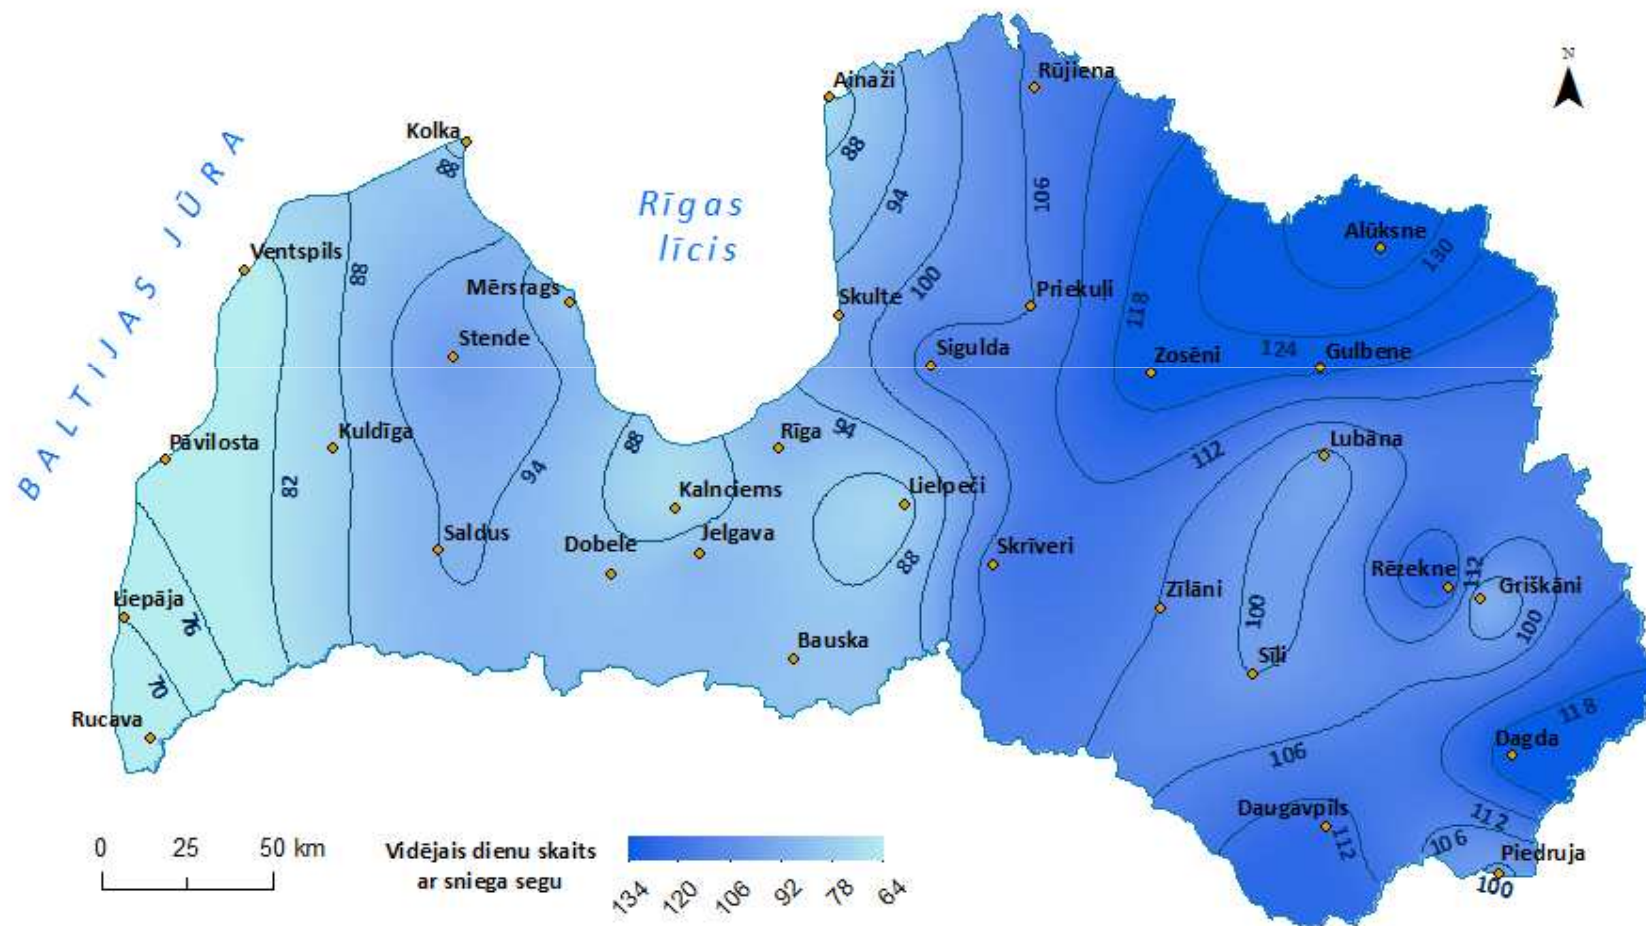 N
Ainaži
Rūjiena
Kolka
88
88
94
106
BALTIJAS JŪRA
Rīgas
līcis
Alūksne
130
Ventspils
88
Mērsrags
Skulte
100
Priekuļi
118
Stende
Sigulda
Zosēni
124
Gulbene
Pāvilosta
Kuldīga
88
Rīga
94
112
Lubāna
82
94
Kalnciems
Lielpeči
Saldus
Dobele
Jelgava
88
Skrīveri
Rēzekne
112
Griškāni
Liepāja
76
Zīlāni
100
100
Bauska
Sīļi
70
Rucava
118
Dagda
106
Daugavpils
112
112
106
Piedruja
100
0 25 50 km
Vidējais dienu skaits
ar sniega segu
134 120 106 92 78 64